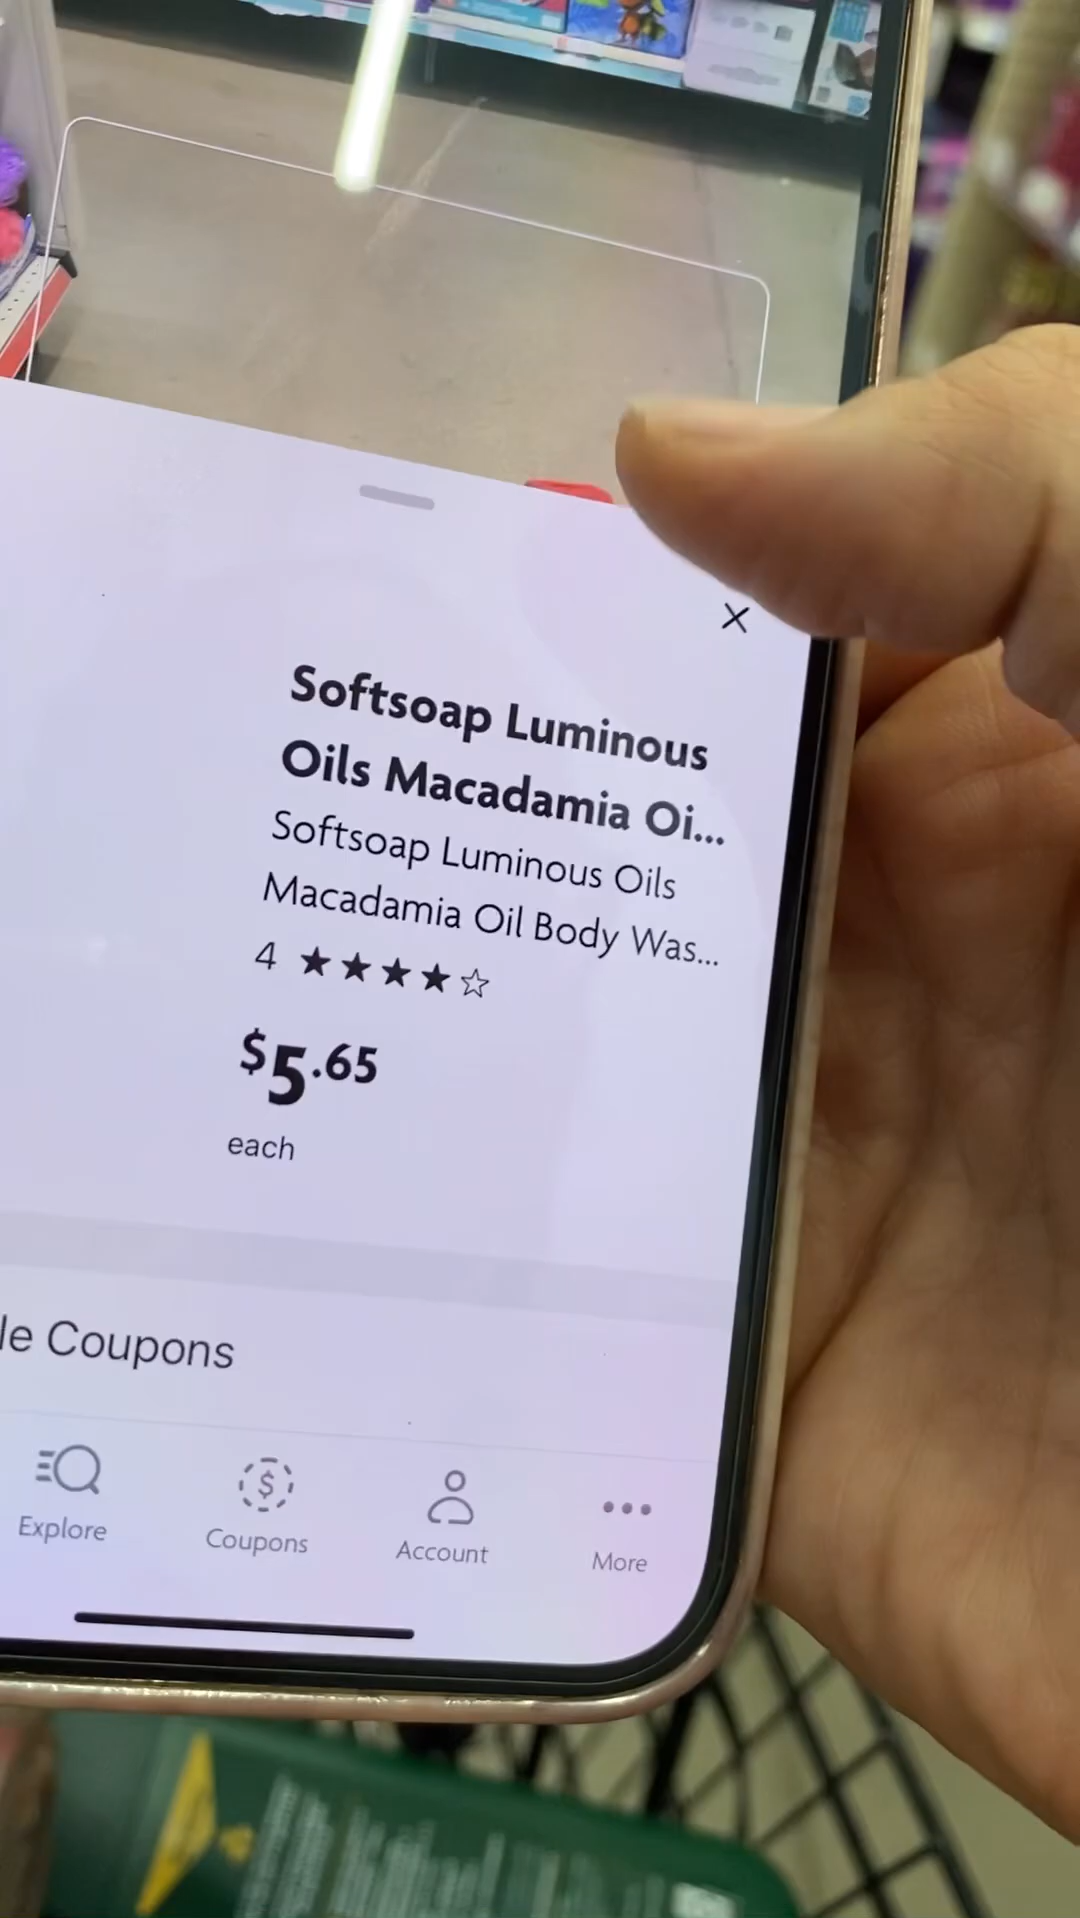 Softsoap Luminous
Oils Macadamia Oi...
Softsoap Luminous Oils
Macadamia Oil Body Was...
4
$5.65
each
le Coupons
Explore
Coupons
Account
More